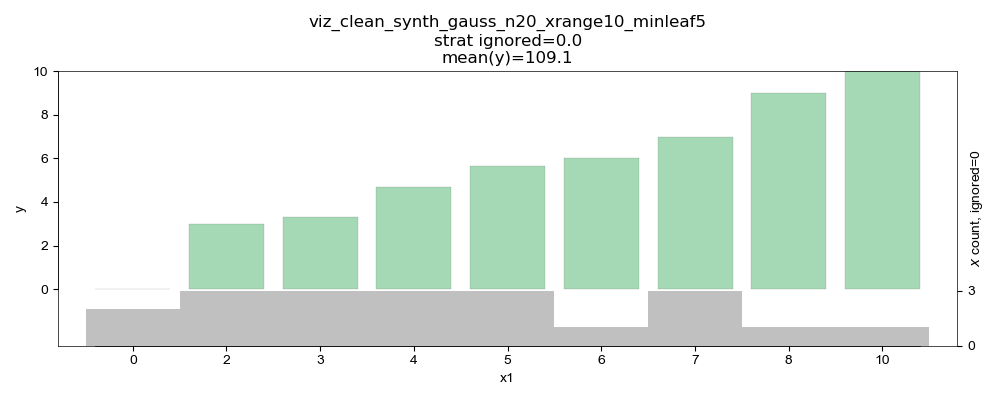 viz_clean_synth_gauss_n20_xrange10_minleaf5
strat ignored=0.0
mean(y)=109.1
10
8
6
4
2
0
y
3
0
x count, ignored=0
0 2 3 4 5 6 7 8 10
x1